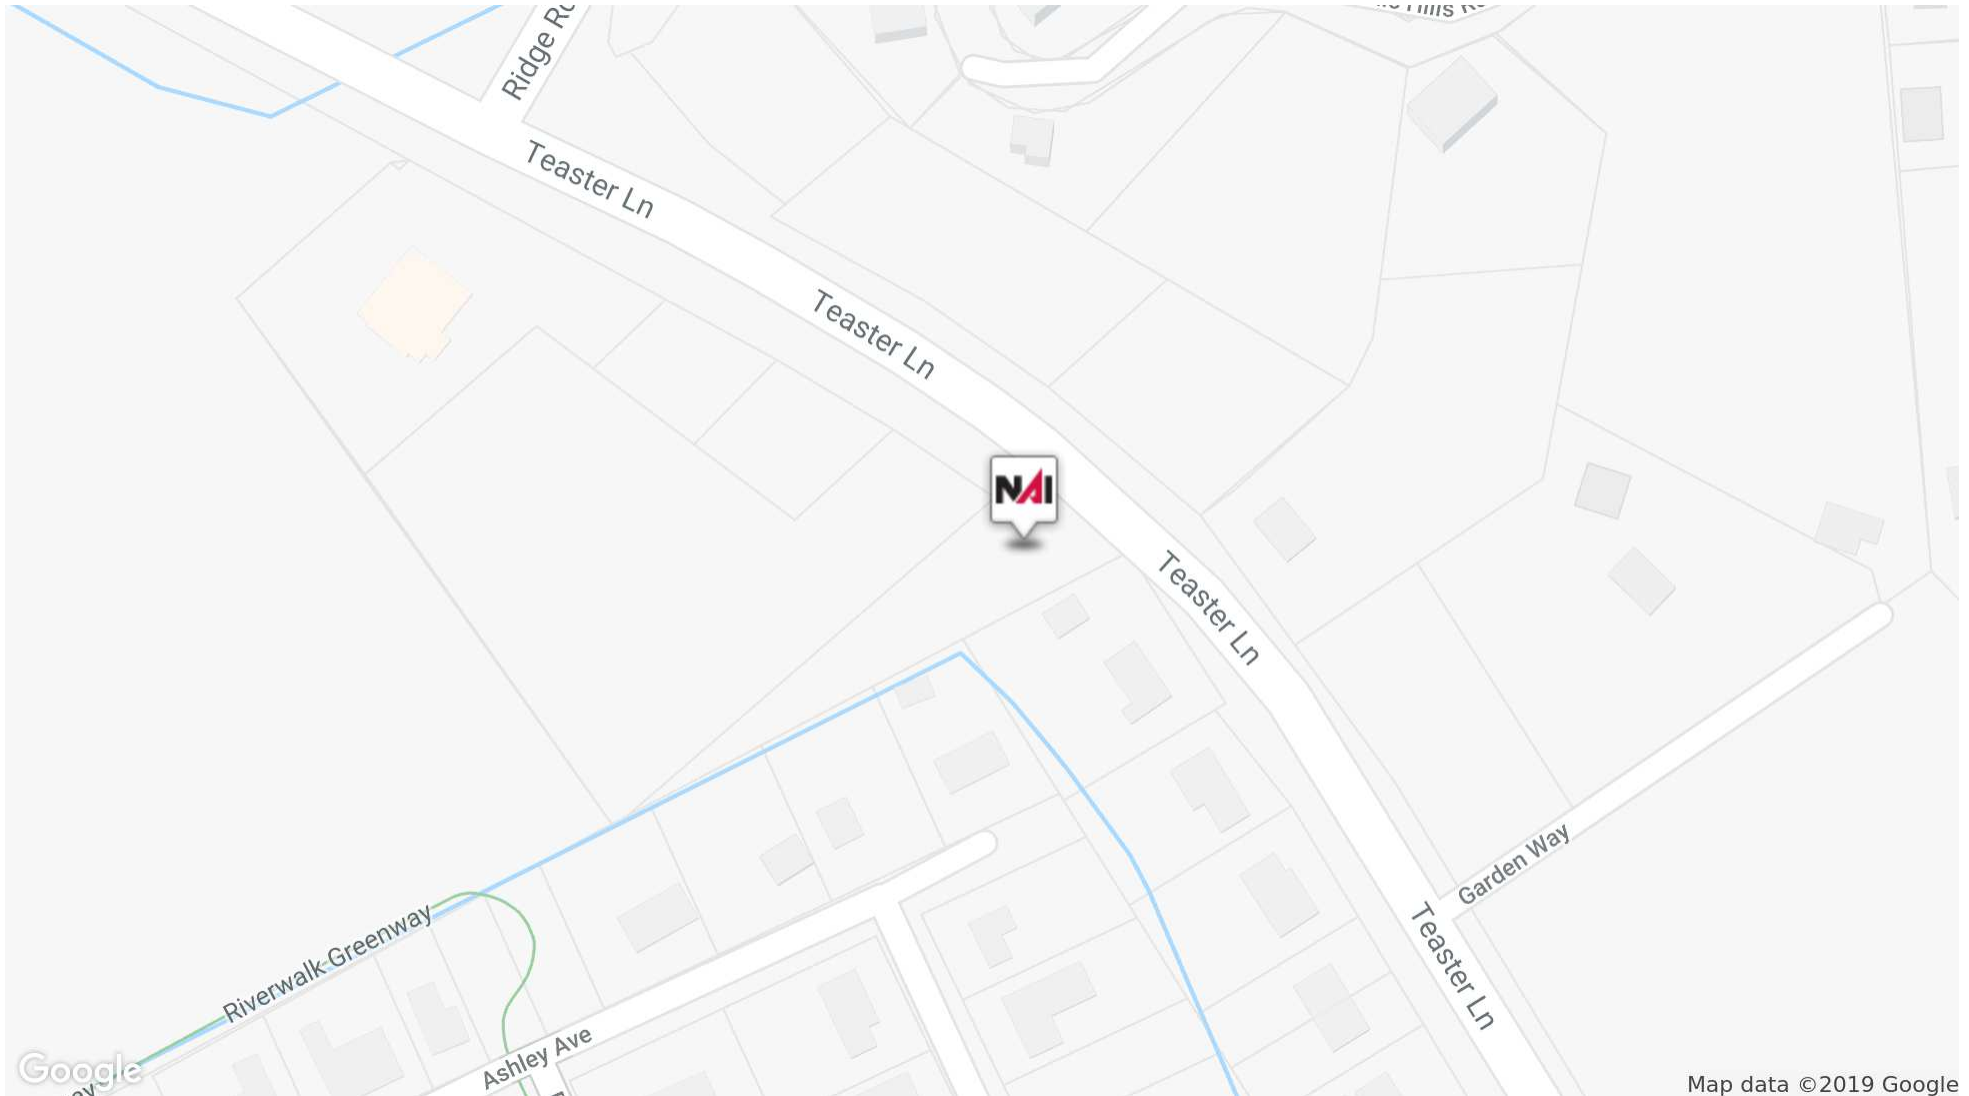 Ridge
Hills
Teaster Ln
Teaster Ln
NAI
Teaster Ln
Garden Way
Teaster Ln
Riverwalk Greenway
Ashley Ave
Google
Map data ©2019 Google